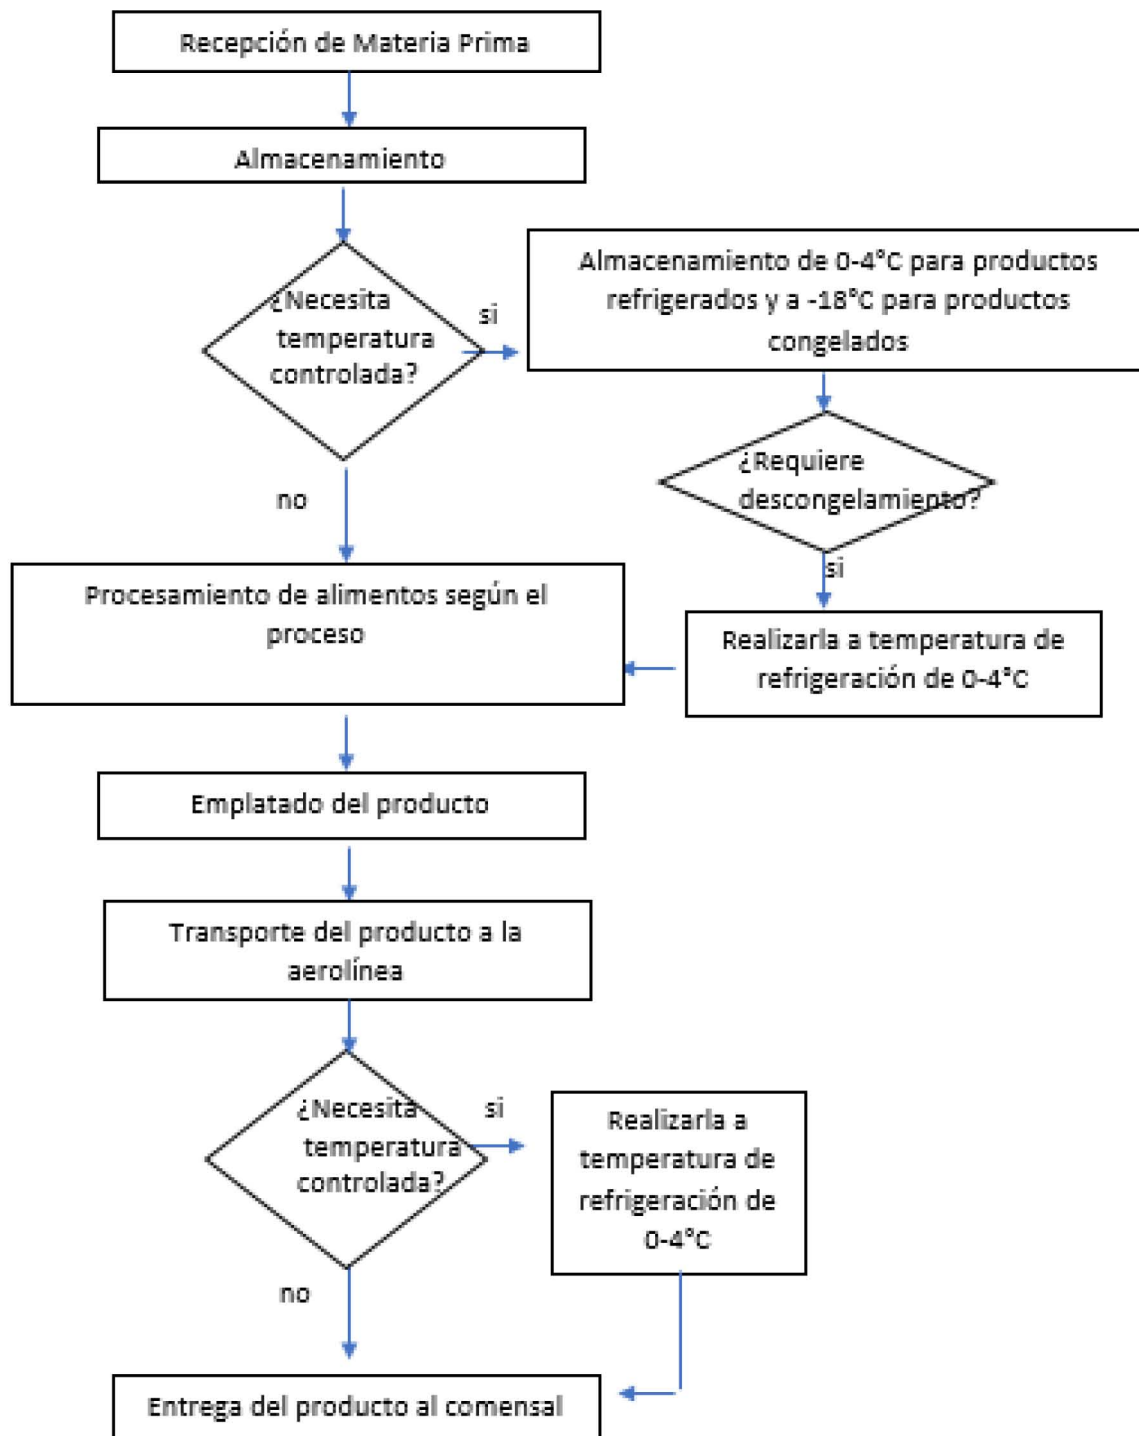 Recepción de Materia Prima
Almacenamiento
¿Necesita
temperatura
controlada?
si
Almacenamiento de 0-4°C para productos
refrigerados y a -18°C para productos
congelados
¿Requiere
descongelamiento?
no
si
Procesamiento de alimentos según el
proceso
Realizarla a temperatura de
refrigeración de 0-4°C
Emplatado del producto
Transporte del producto a la
aerolínea
¿Necesita
temperatura
controlada?
si
Realizarla a
temperatura de
refrigeración de
0-4°C
no
Entrega del producto al comensal